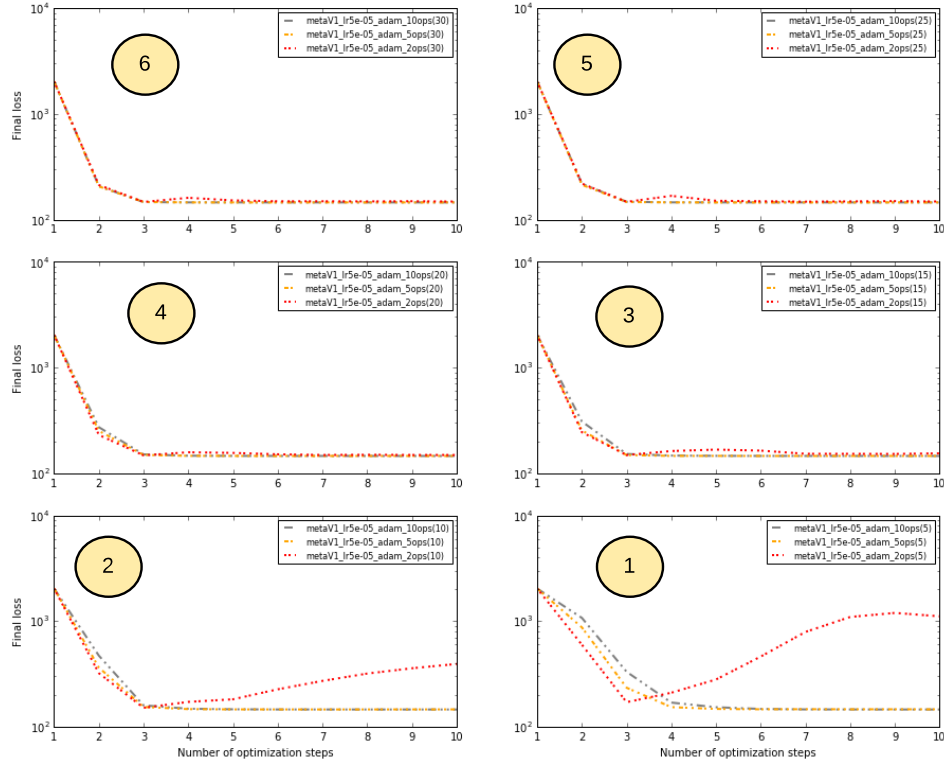 metaV1_lr5e-05_adam_10ops(30)
metaV1_lr5e-05_adam_5ops(30)
metaV1_lr5e-05_adam_2ops(30)
6
Final loss
10^4
10^3
10^2
1 2 3 4 5 6 7 8 9 10
metaV1_lr5e-05_adam_10ops(25)
metaV1_lr5e-05_adam_5ops(25)
metaV1_lr5e-05_adam_2ops(25)
5
10^4
10^3
10^2
1 2 3 4 5 6 7 8 9 10
metaV1_lr5e-05_adam_10ops(20)
metaV1_lr5e-05_adam_5ops(20)
metaV1_lr5e-05_adam_2ops(20)
4
Final loss
10^4
10^3
10^2
1 2 3 4 5 6 7 8 9 10
metaV1_lr5e-05_adam_10ops(15)
metaV1_lr5e-05_adam_5ops(15)
metaV1_lr5e-05_adam_2ops(15)
3
10^4
10^3
10^2
1 2 3 4 5 6 7 8 9 10
metaV1_lr5e-05_adam_10ops(10)
metaV1_lr5e-05_adam_5ops(10)
metaV1_lr5e-05_adam_2ops(10)
2
Final loss
10^4
10^3
10^2
1 2 3 4 5 6 7 8 9 10
Number of optimization steps
metaV1_lr5e-05_adam_10ops(5)
metaV1_lr5e-05_adam_5ops(5)
metaV1_lr5e-05_adam_2ops(5)
1
10^4
10^3
10^2
1 2 3 4 5 6 7 8 9 10
Number of optimization steps